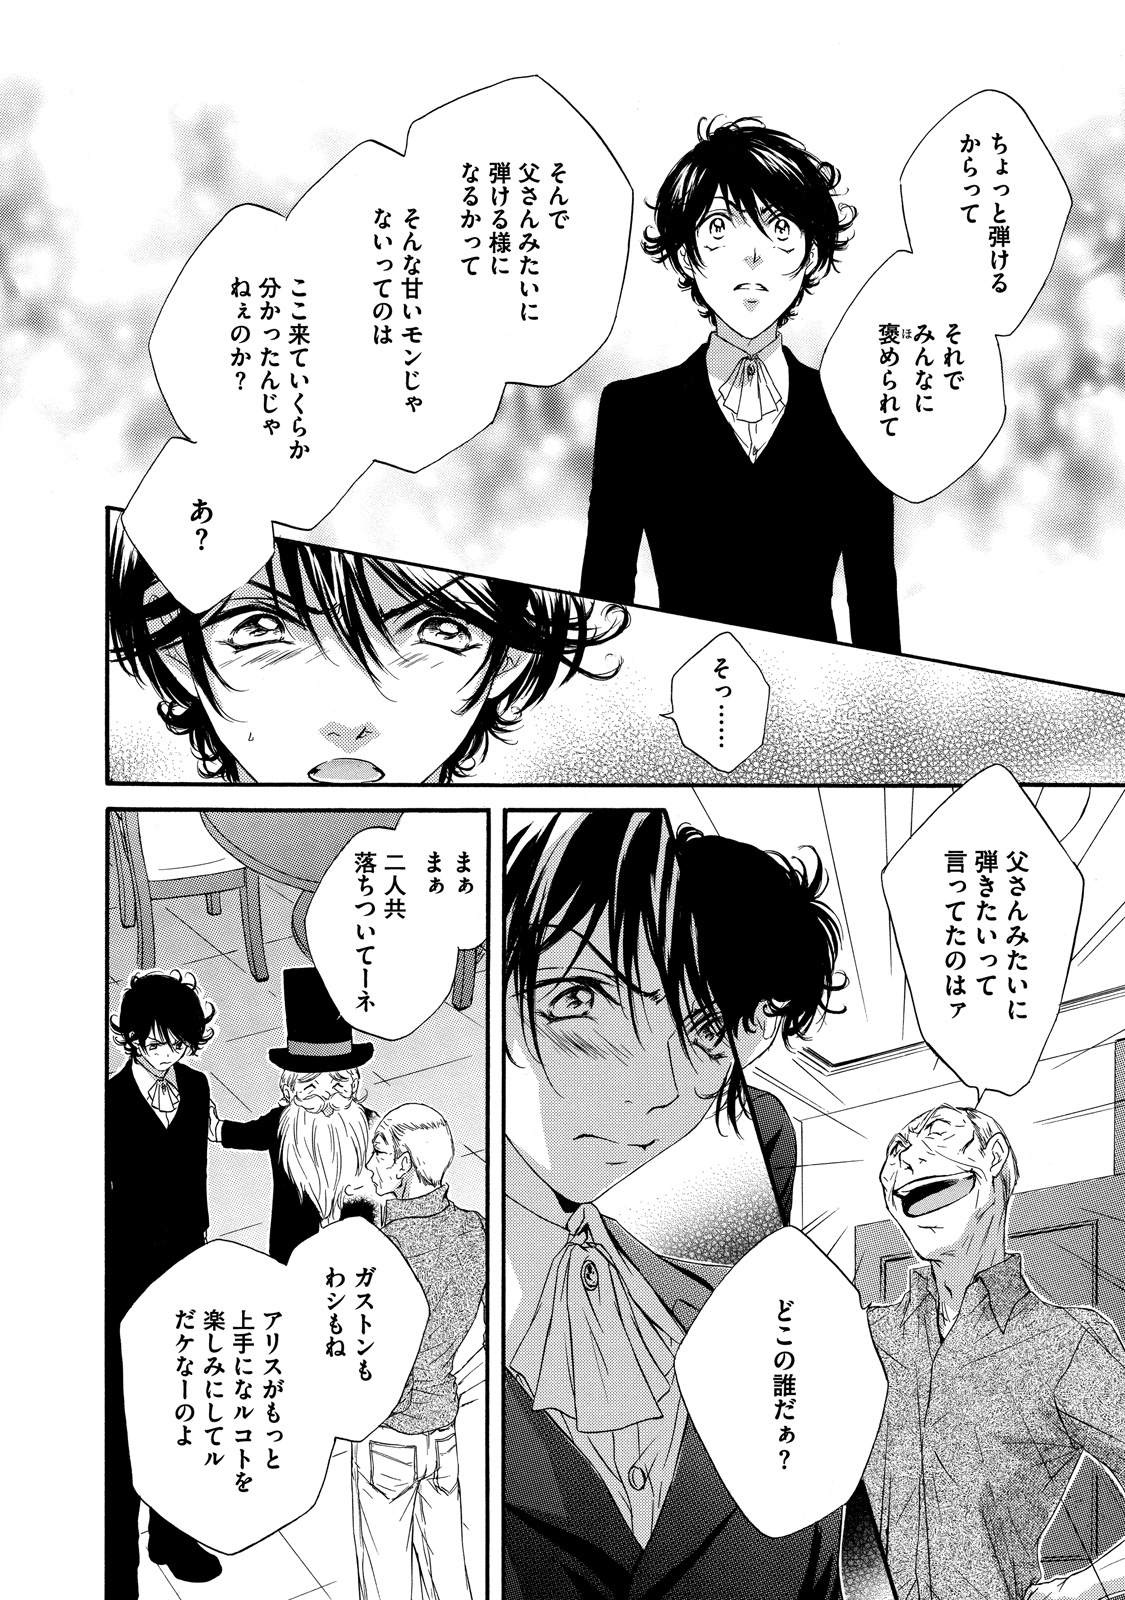 ちょっと弾ける
からって
それで
みんなに
褒められて
ほ
そんで
父さんみたいに
弾ける様に
なるかって
そんな甘いモンじゃ
ないってのは
ここ来ていくらか
分かったんじゃ
ねぇのか？
あ？
そっ……
父さんみたいに
弾きたいって
言ってたのはァ
どこの誰だぁ？
まぁ
まぁ
二人共
落ちついてーネ
ガストンも
わシもね
アリスがもっと
上手になルコトを
楽しみにしてル
だケなーのよ